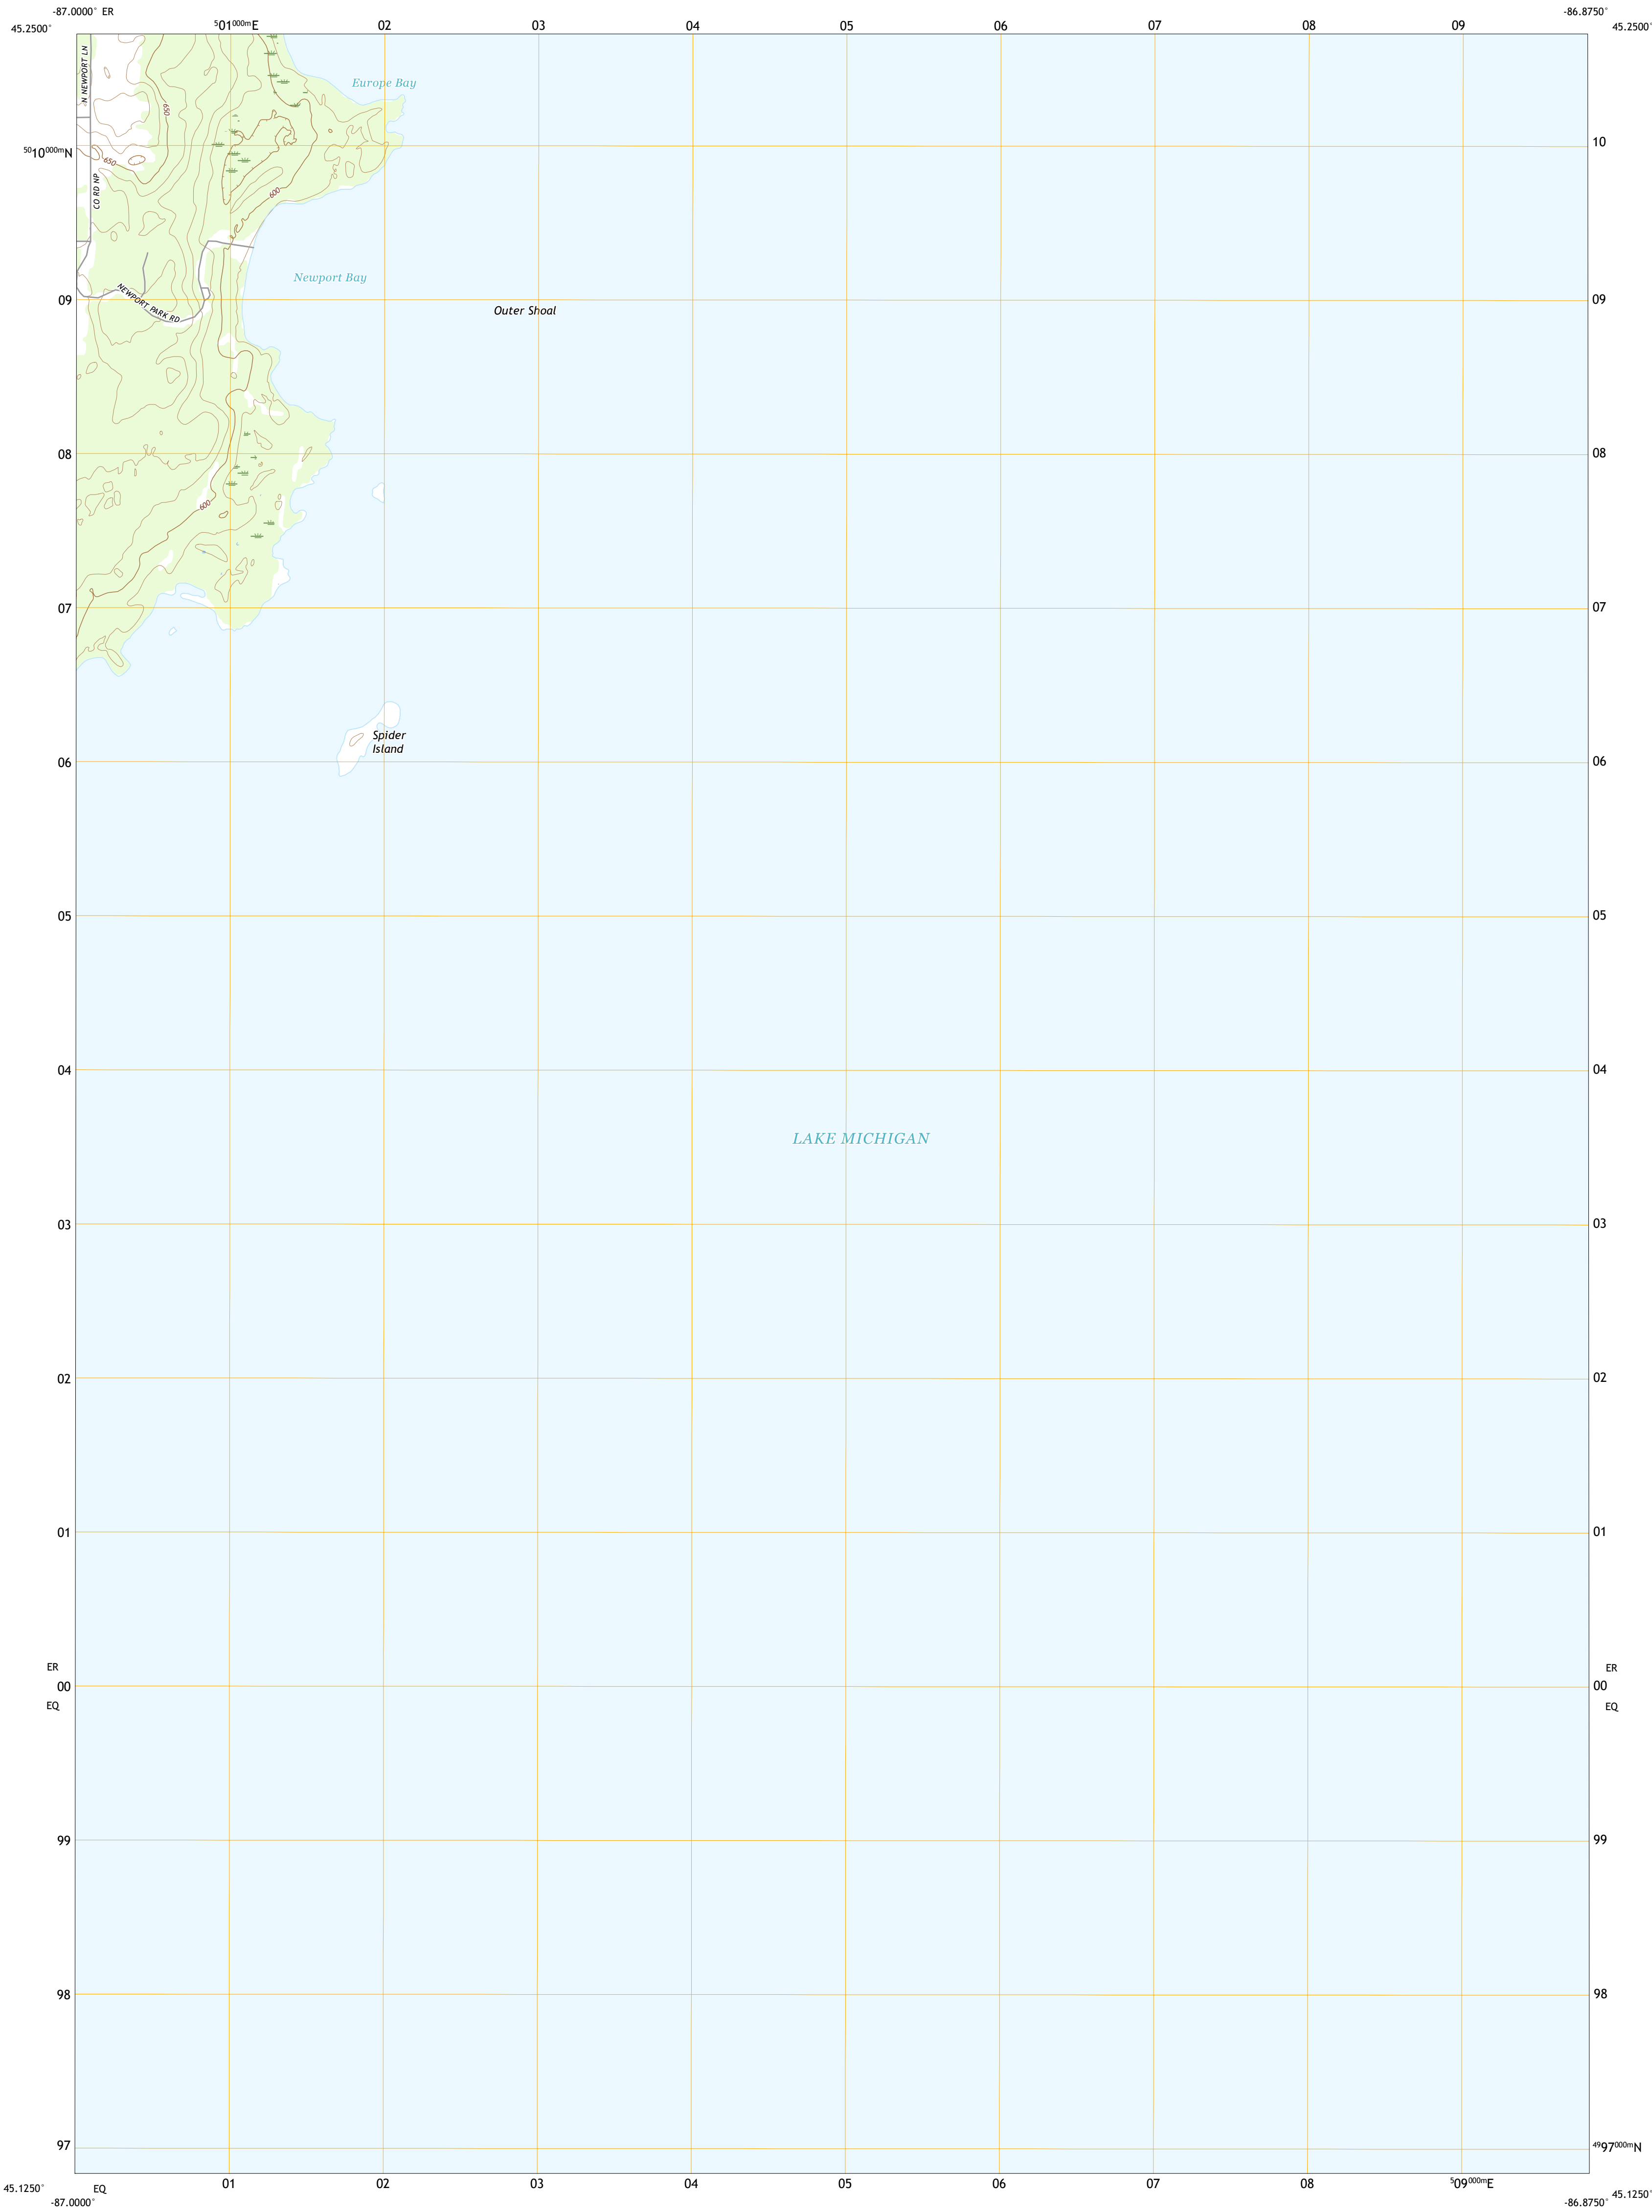 -87.0000° ER
-86.8750°
45.2500°
501000mE
02
03
04
05
06
07
08
09
45.2500°
N NEWPORT LN
Europe Bay
650
10
5010000mN
650
CO RD NP
600
Newport Bay
NEWPORT PARK RD
09
Outer Shoal
09
08
08
600
07
07
Spider
Island
06
06
05
05
04
04
LAKE MICHIGAN
03
03
02
02
01
01
ER
ER
00
00
EQ
EQ
99
99
98
98
97
4997000mN
01
02
03
04
05
06
07
08
509000mE
45.1250°
EQ
45.1250°
-87.0000°
-86.8750°